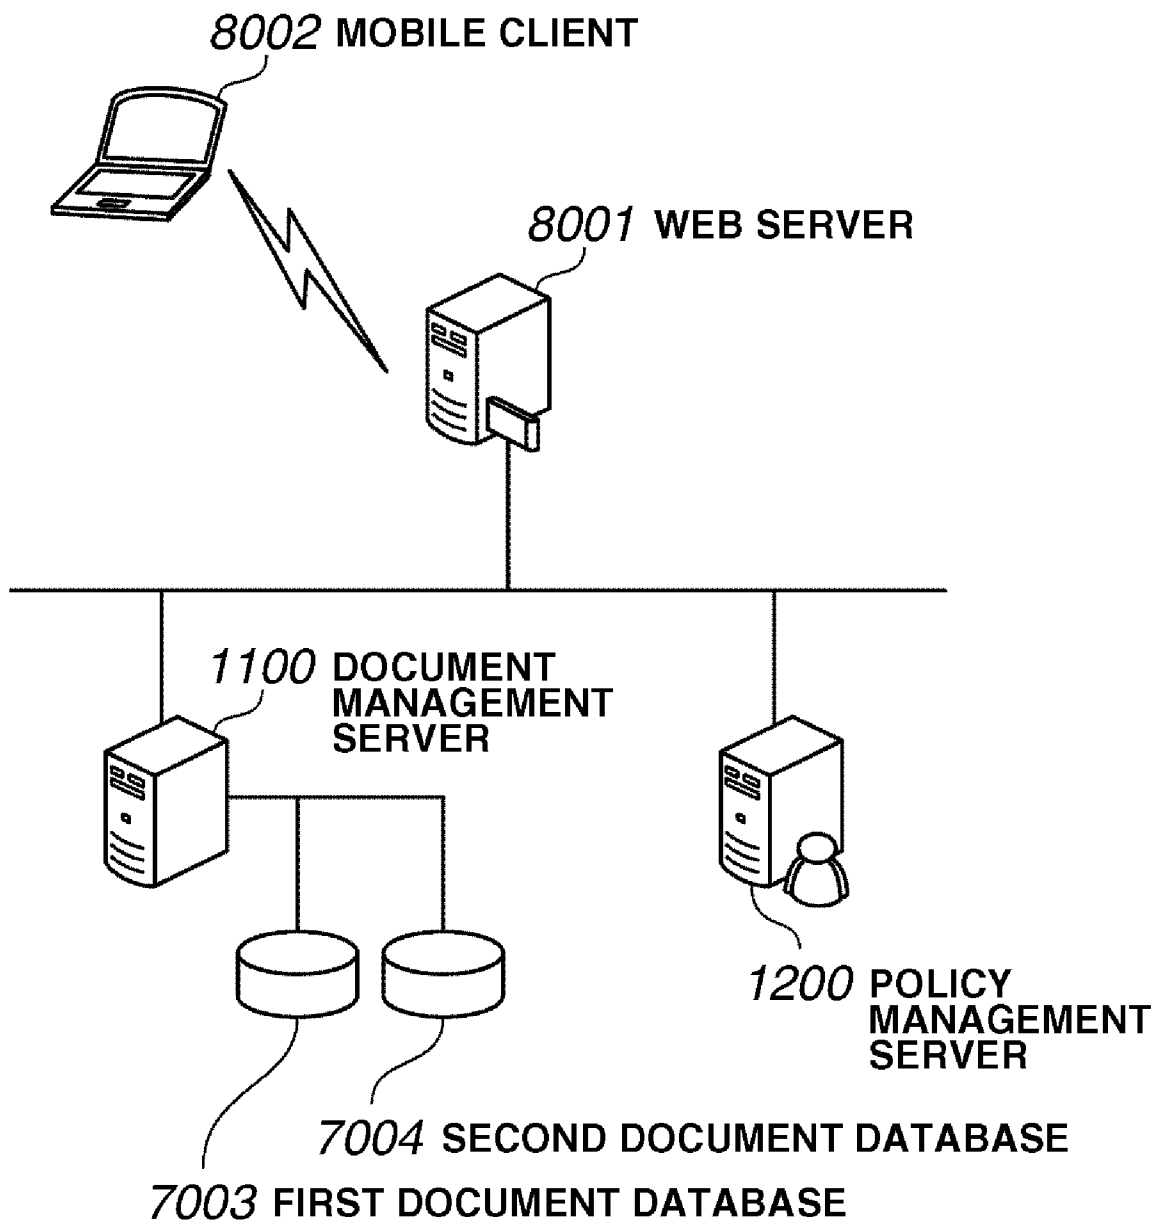 8002 MOBILE CLIENT
8001 WEB SERVER
1100 DOCUMENT
MANAGEMENT
SERVER
1200 POLICY
MANAGEMENT
SERVER
7004 SECOND DOCUMENT DATABASE
7003 FIRST DOCUMENT DATABASE